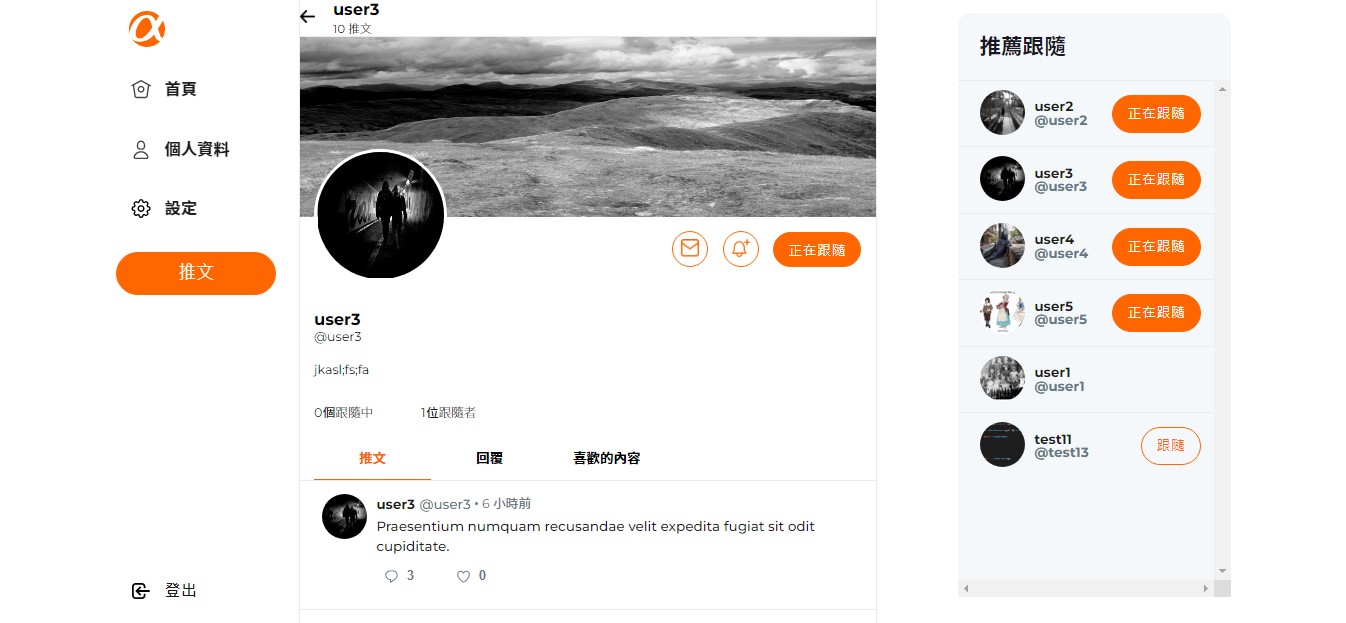 首頁
個人資料
設定
推文
登出
user3
10 推文
正在跟隨
user3
@user3
jkasl;fs;fa
0個跟隨中 1位跟隨者
推文 回覆 喜歡的內容
user3 @user3 • 6 小時前
Praesentium numquam recusandae velit expedita fugiat sit odit
cupiditate.
3 0
推薦跟隨
user2
@user2
正在跟隨
user3
@user3
正在跟隨
user4
@user4
正在跟隨
user5
@user5
正在跟隨
user1
@user1
test11
@test13
跟隨